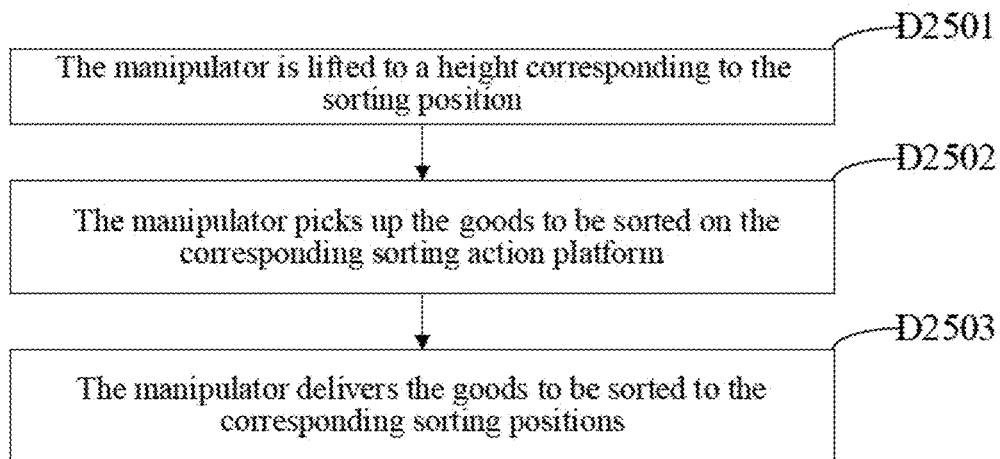 D2501
The manipulator is lifted to a height corresponding to the
sorting position
D2502
The manipulator picks up the goods to be sorted on the
corresponding sorting action platform
D2503
The manipulator delivers the goods to be sorted to the
corresponding sorting positions